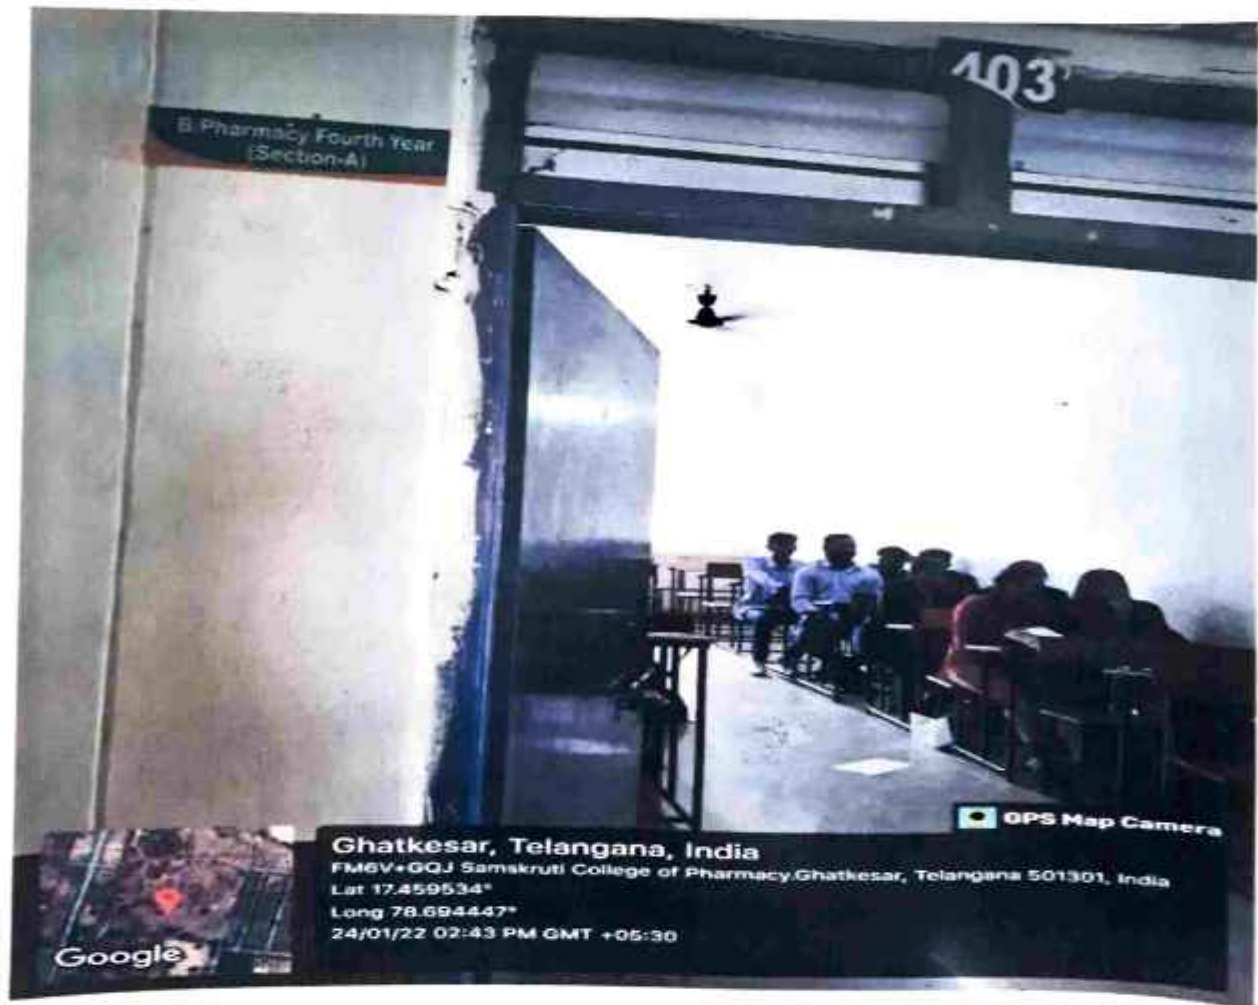 403
B Pharmacy Fourth Year
(Section-A)
GPS Map Camera
Ghatkesar, Telangana, India
FM6V+GQJ Samskruti College of Pharmacy,Ghatkesar, Telangana 501301, India
Lat 17.459534°
Long 78.694447°
24/01/22 02:43 PM GMT +05:30
Google